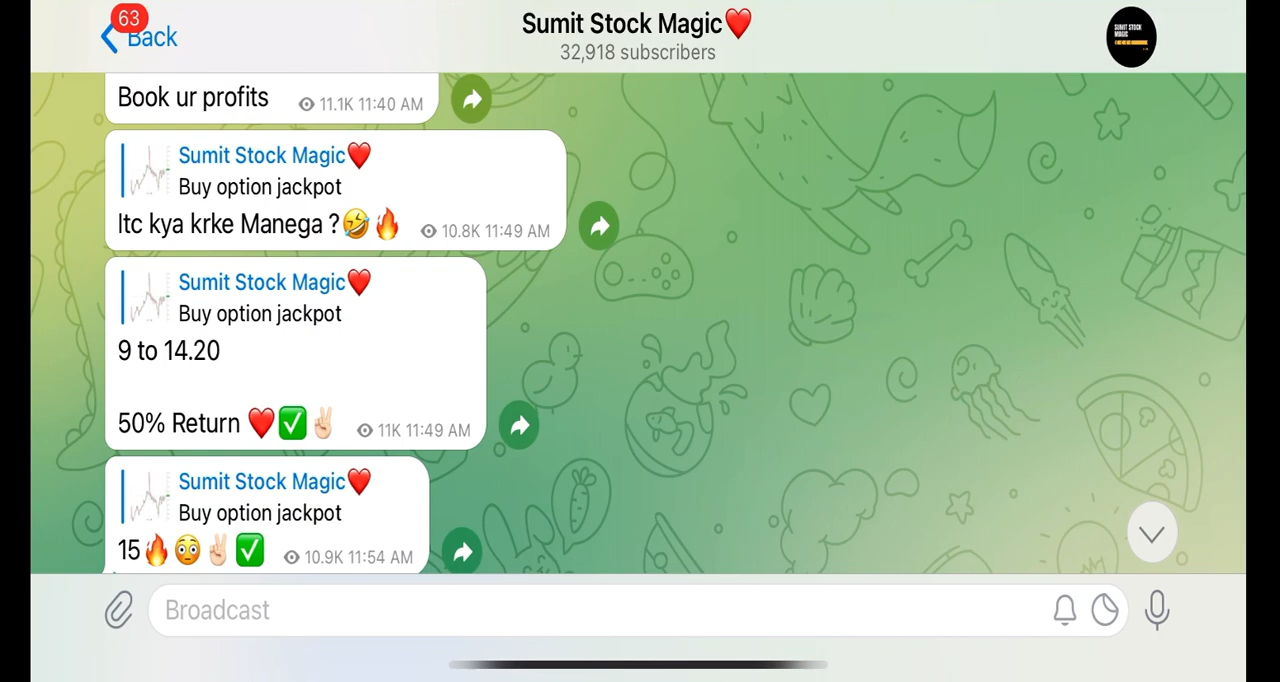 63
Back
Sumit Stock Magic❤️
32,918 subscribers
SUMIT STOCK
MAGIC
Book ur profits 11.1K 11:40 AM
Sumit Stock Magic❤️
Buy option jackpot
Itc kya krke Manega ?🤣🔥 10.8K 11:49 AM
Sumit Stock Magic❤️
Buy option jackpot
9 to 14.20
50% Return ❤️✅✌🏻 11K 11:49 AM
Sumit Stock Magic❤️
Buy option jackpot
15🔥😳✌🏻✅ 10.9K 11:54 AM
Broadcast